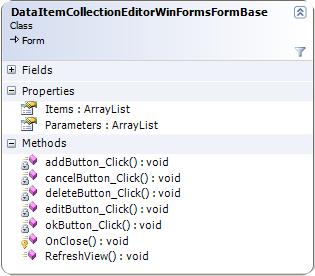 DataItemCollectionEditorWinFormsFormBase
Class
Form
Fields
Properties
Items : ArrayList
Parameters : ArrayList
Methods
addButton_Click() : void
cancelButton_Click() : void
deleteButton_Click() : void
editButton_Click() : void
okButton_Click() : void
OnClose() : void
RefreshView() : void